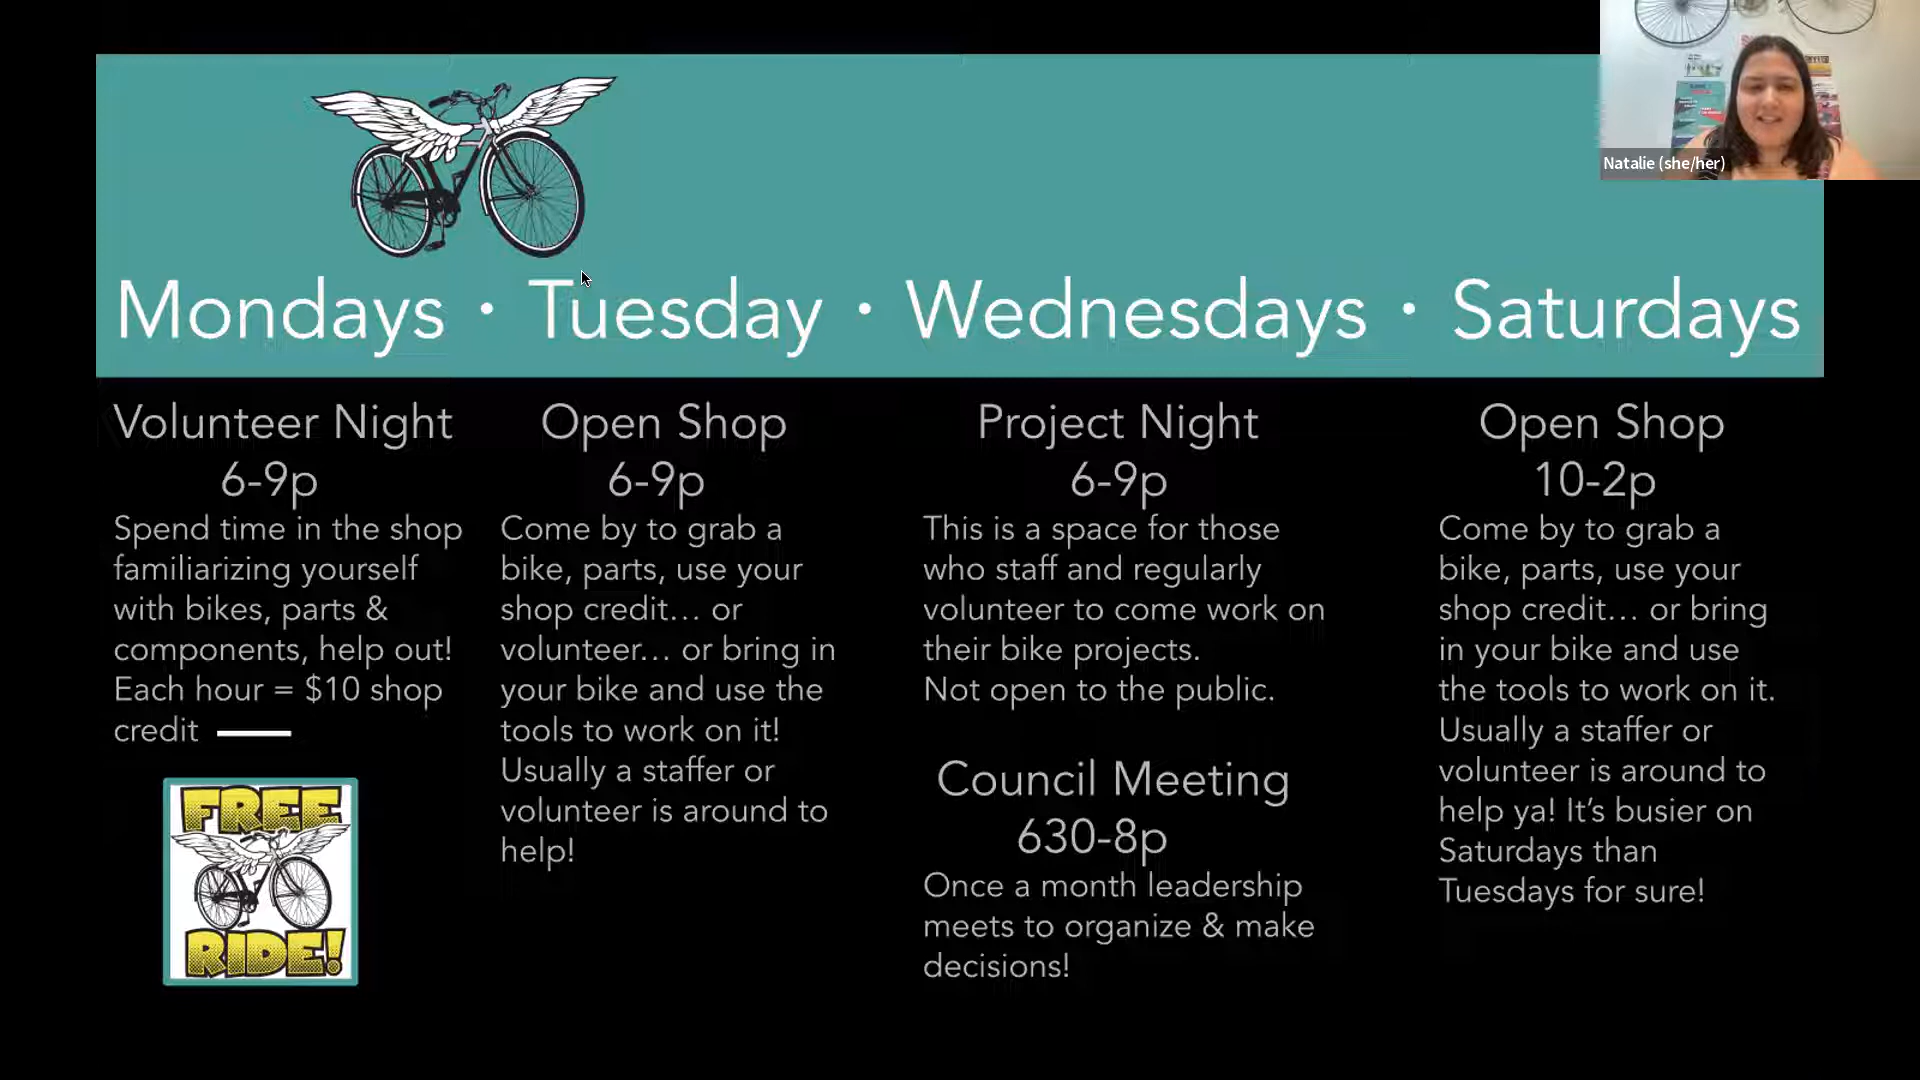 Natalie (she/her)
Mondays · Tuesday · Wednesdays · Saturdays
Volunteer Night
6-9p
Spend time in the shop
familiarizing yourself
with bikes, parts &
components, help out!
Each hour = $10 shop
credit
FREE
RIDE!
Open Shop
6-9p
Come by to grab a
bike, parts, use your
shop credit... or
volunteer... or bring in
your bike and use the
tools to work on it!
Usually a staffer or
volunteer is around to
help!
Project Night
6-9p
This is a space for those
who staff and regularly
volunteer to come work on
their bike projects.
Not open to the public.
Council Meeting
630-8p
Once a month leadership
meets to organize & make
decisions!
Open Shop
10-2p
Come by to grab a
bike, parts, use your
shop credit... or bring
in your bike and use
the tools to work on it.
Usually a staffer or
volunteer is around to
help ya! It's busier on
Saturdays than
Tuesdays for sure!